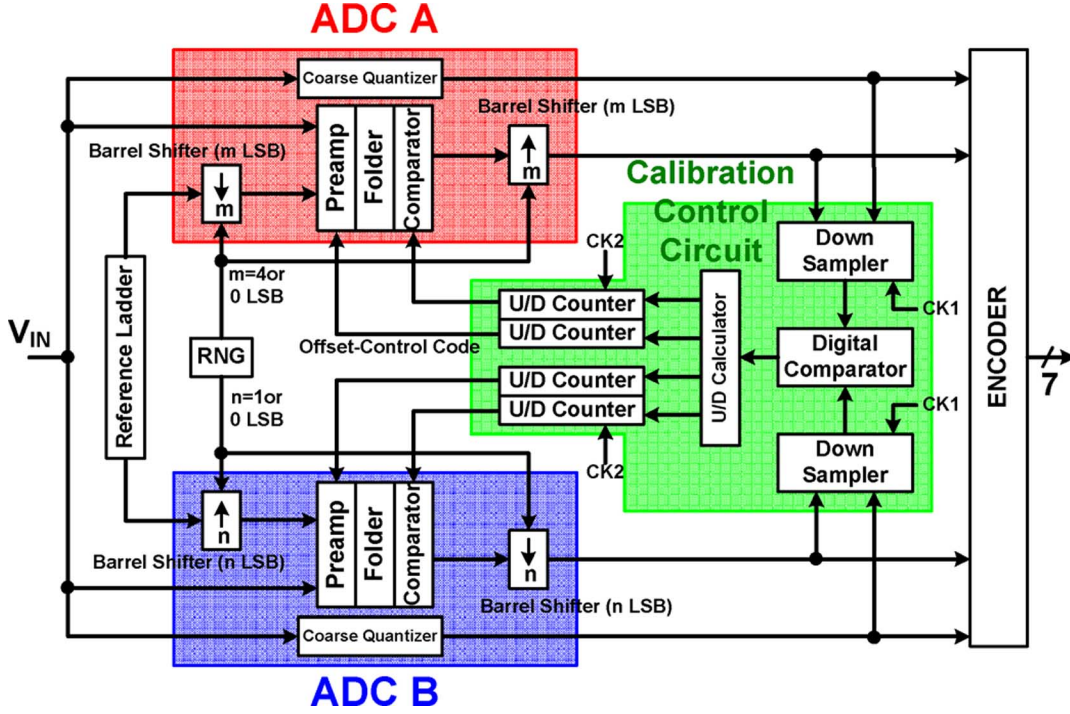 ADC A
Coarse Quantizer
Barrel Shifter (m LSB)
Barrel Shifter (m LSB)
Preamp
Folder
Comparator
↑
m
↓
m
Calibration
Control
Circuit
CK2
Down
Sampler
m=4or
0 LSB
U/D Counter
U/D Counter
CK1
Reference Ladder
VIN
RNG
Offset-Control Code
U/D Calculator
Digital
Comparator
ENCODER
7
n=1or
0 LSB
U/D Counter
U/D Counter
CK1
CK2
Down
Sampler
↑
n
Barrel Shifter (n LSB)
Preamp
Folder
Comparator
↓
n
Barrel Shifter (n LSB)
Coarse Quantizer
ADC B